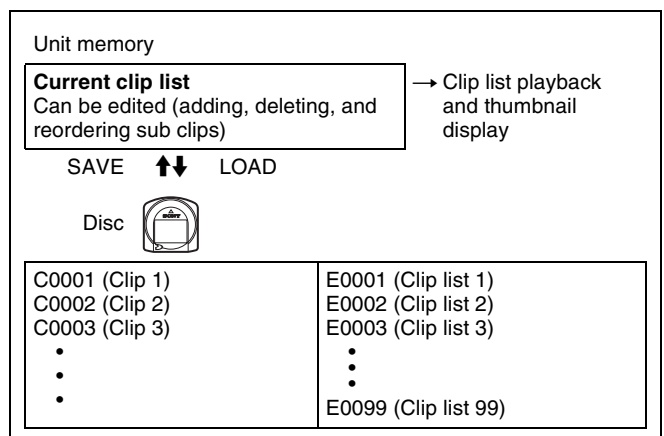 Unit memory
Current clip list
Can be edited (adding, deleting, and
reordering sub clips)
→ Clip list playback
and thumbnail
display
SAVE ⬆⬇ LOAD
Disc
SONY
C0001 (Clip 1)
C0002 (Clip 2)
C0003 (Clip 3)
•
•
•
E0001 (Clip list 1)
E0002 (Clip list 2)
E0003 (Clip list 3)
•
•
•
E0099 (Clip list 99)